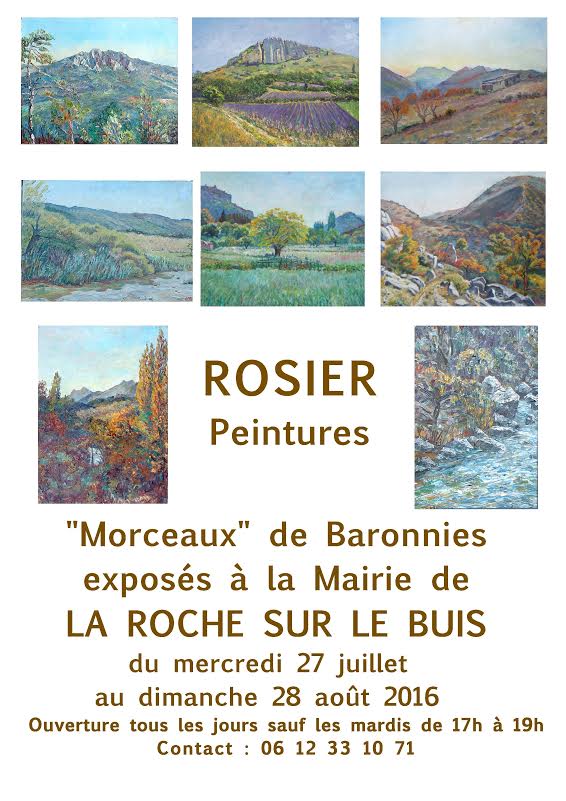 ROSIER
Peintures
"Morceaux" de Baronnies
exposés à la Mairie de
LA ROCHE SUR LE BUIS
du mercredi 27 juillet
au dimanche 28 août 2016
Ouverture tous les jours sauf les mardis de 17h à 19h
Contact : 06 12 33 10 71